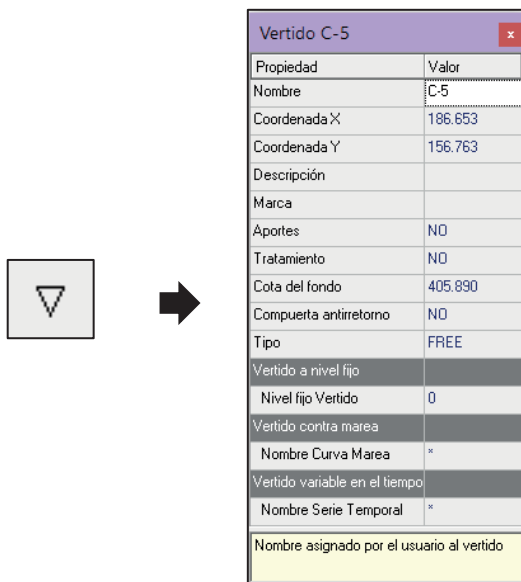 Vertido C-5
x
Propiedad Valor
Nombre C-5
Coordenada X 186.653
Coordenada Y 156.763
Descripción
Marca
Aportes NO
Tratamiento NO
Cota del fondo 405.890
Compuerta antirretorno NO
Tipo FREE
Vertido a nivel fijo
Nivel fijo Vertido 0
Vertido contra marea
Nombre Curva Marea *
Vertido variable en el tiempo
Nombre Serie Temporal *
Nombre asignado por el usuario al vertido